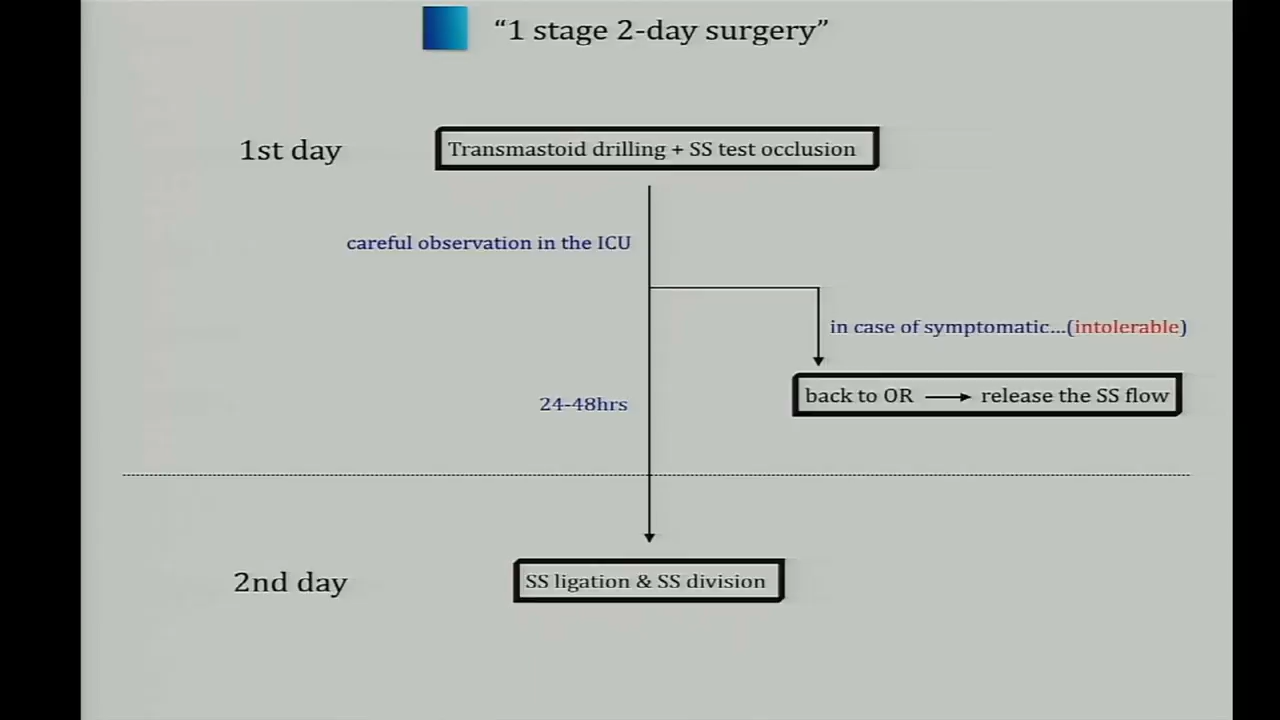 “1 stage 2-day surgery”
1st day
Transmastoid drilling + SS test occlusion
careful observation in the ICU
in case of symptomatic...(intolerable)
back to OR → release the SS flow
24-48hrs
2nd day
SS ligation & SS division